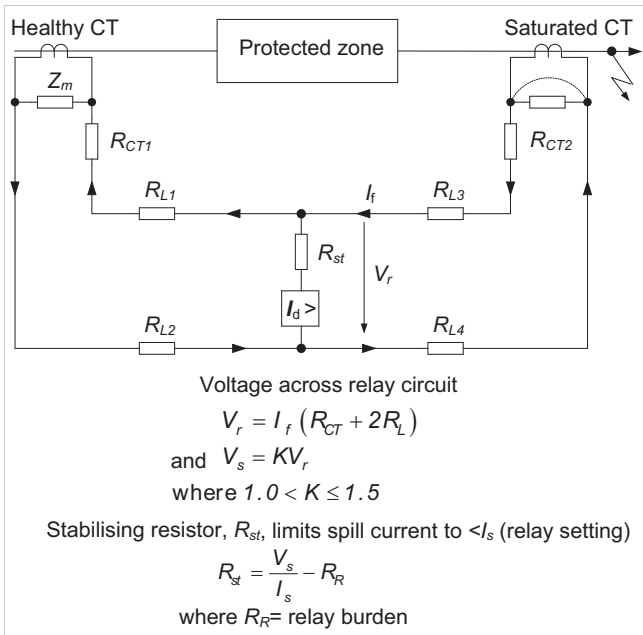 Healthy CT
Protected zone
Saturated CT
Zm
RCT1
RCT2
RL1
If
RL3
Rst
Vr
Id >
RL2
RL4
Voltage across relay circuit
Vr = If (RCT + 2RL)
and Vs = KVr
where 1.0 < K ≤ 1.5
Stabilising resistor, Rst, limits spill current to <Is (relay setting)
Rst = Vs/Is − RR
where RR= relay burden